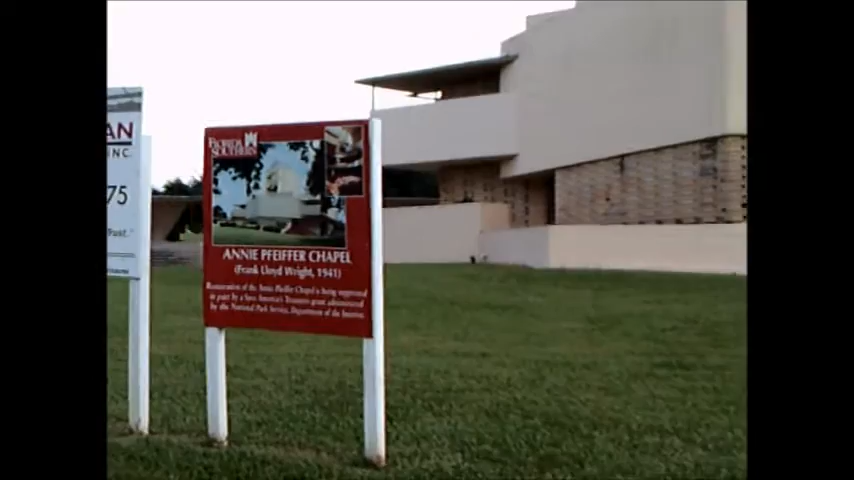 AN
INC.
75
Past.
FLORIDA
SOUTHERN
ANNIE PFEIFFER CHAPEL
(Frank Lloyd Wright, 1941)
Restoration of the Annie Pfeiffer Chapel is being supported
in part by a Save America's Treasures grant administered
by the National Park Service, Department of the Interior